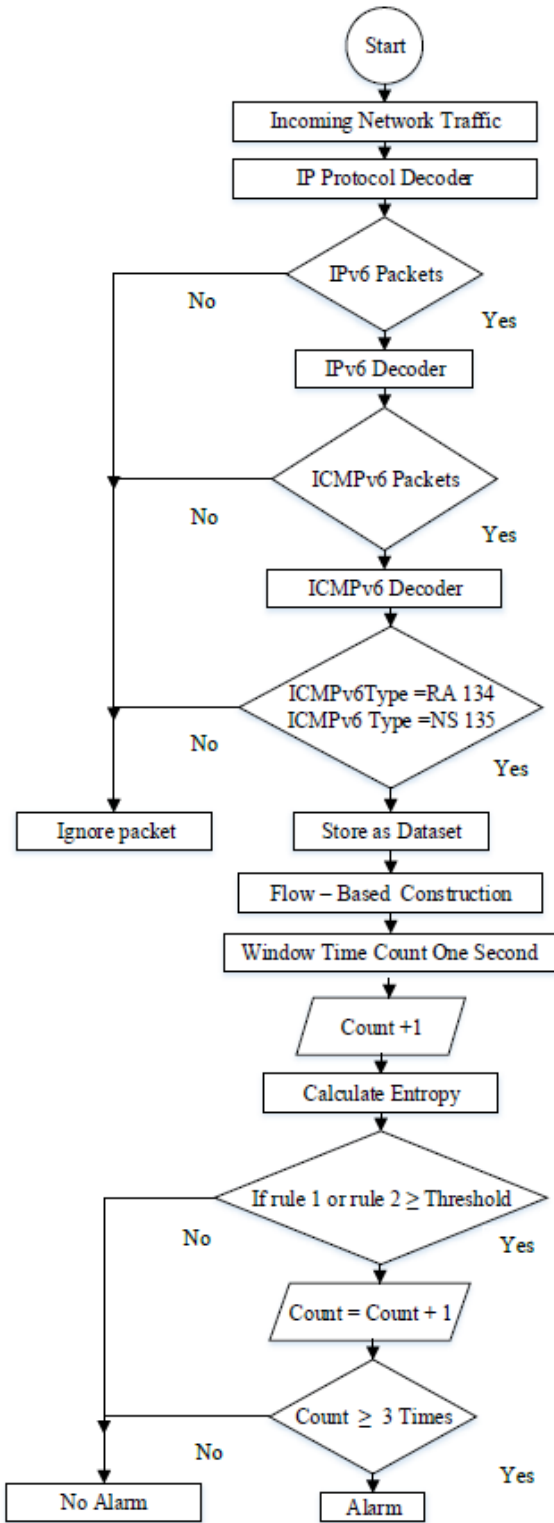 Start
Incoming Network Traffic
IP Protocol Decoder
IPv6 Packets
No
Yes
IPv6 Decoder
ICMPv6 Packets
No
Yes
ICMPv6 Decoder
ICMPv6Type =RA 134
ICMPv6 Type =NS 135
No
Yes
Ignore packet
Store as Dataset
Flow – Based Construction
Window Time Count One Second
Count +1
Calculate Entropy
If rule 1 or rule 2 ≥ Threshold
No
Yes
Count = Count + 1
Count ≥ 3 Times
No
Yes
No Alarm
Alarm